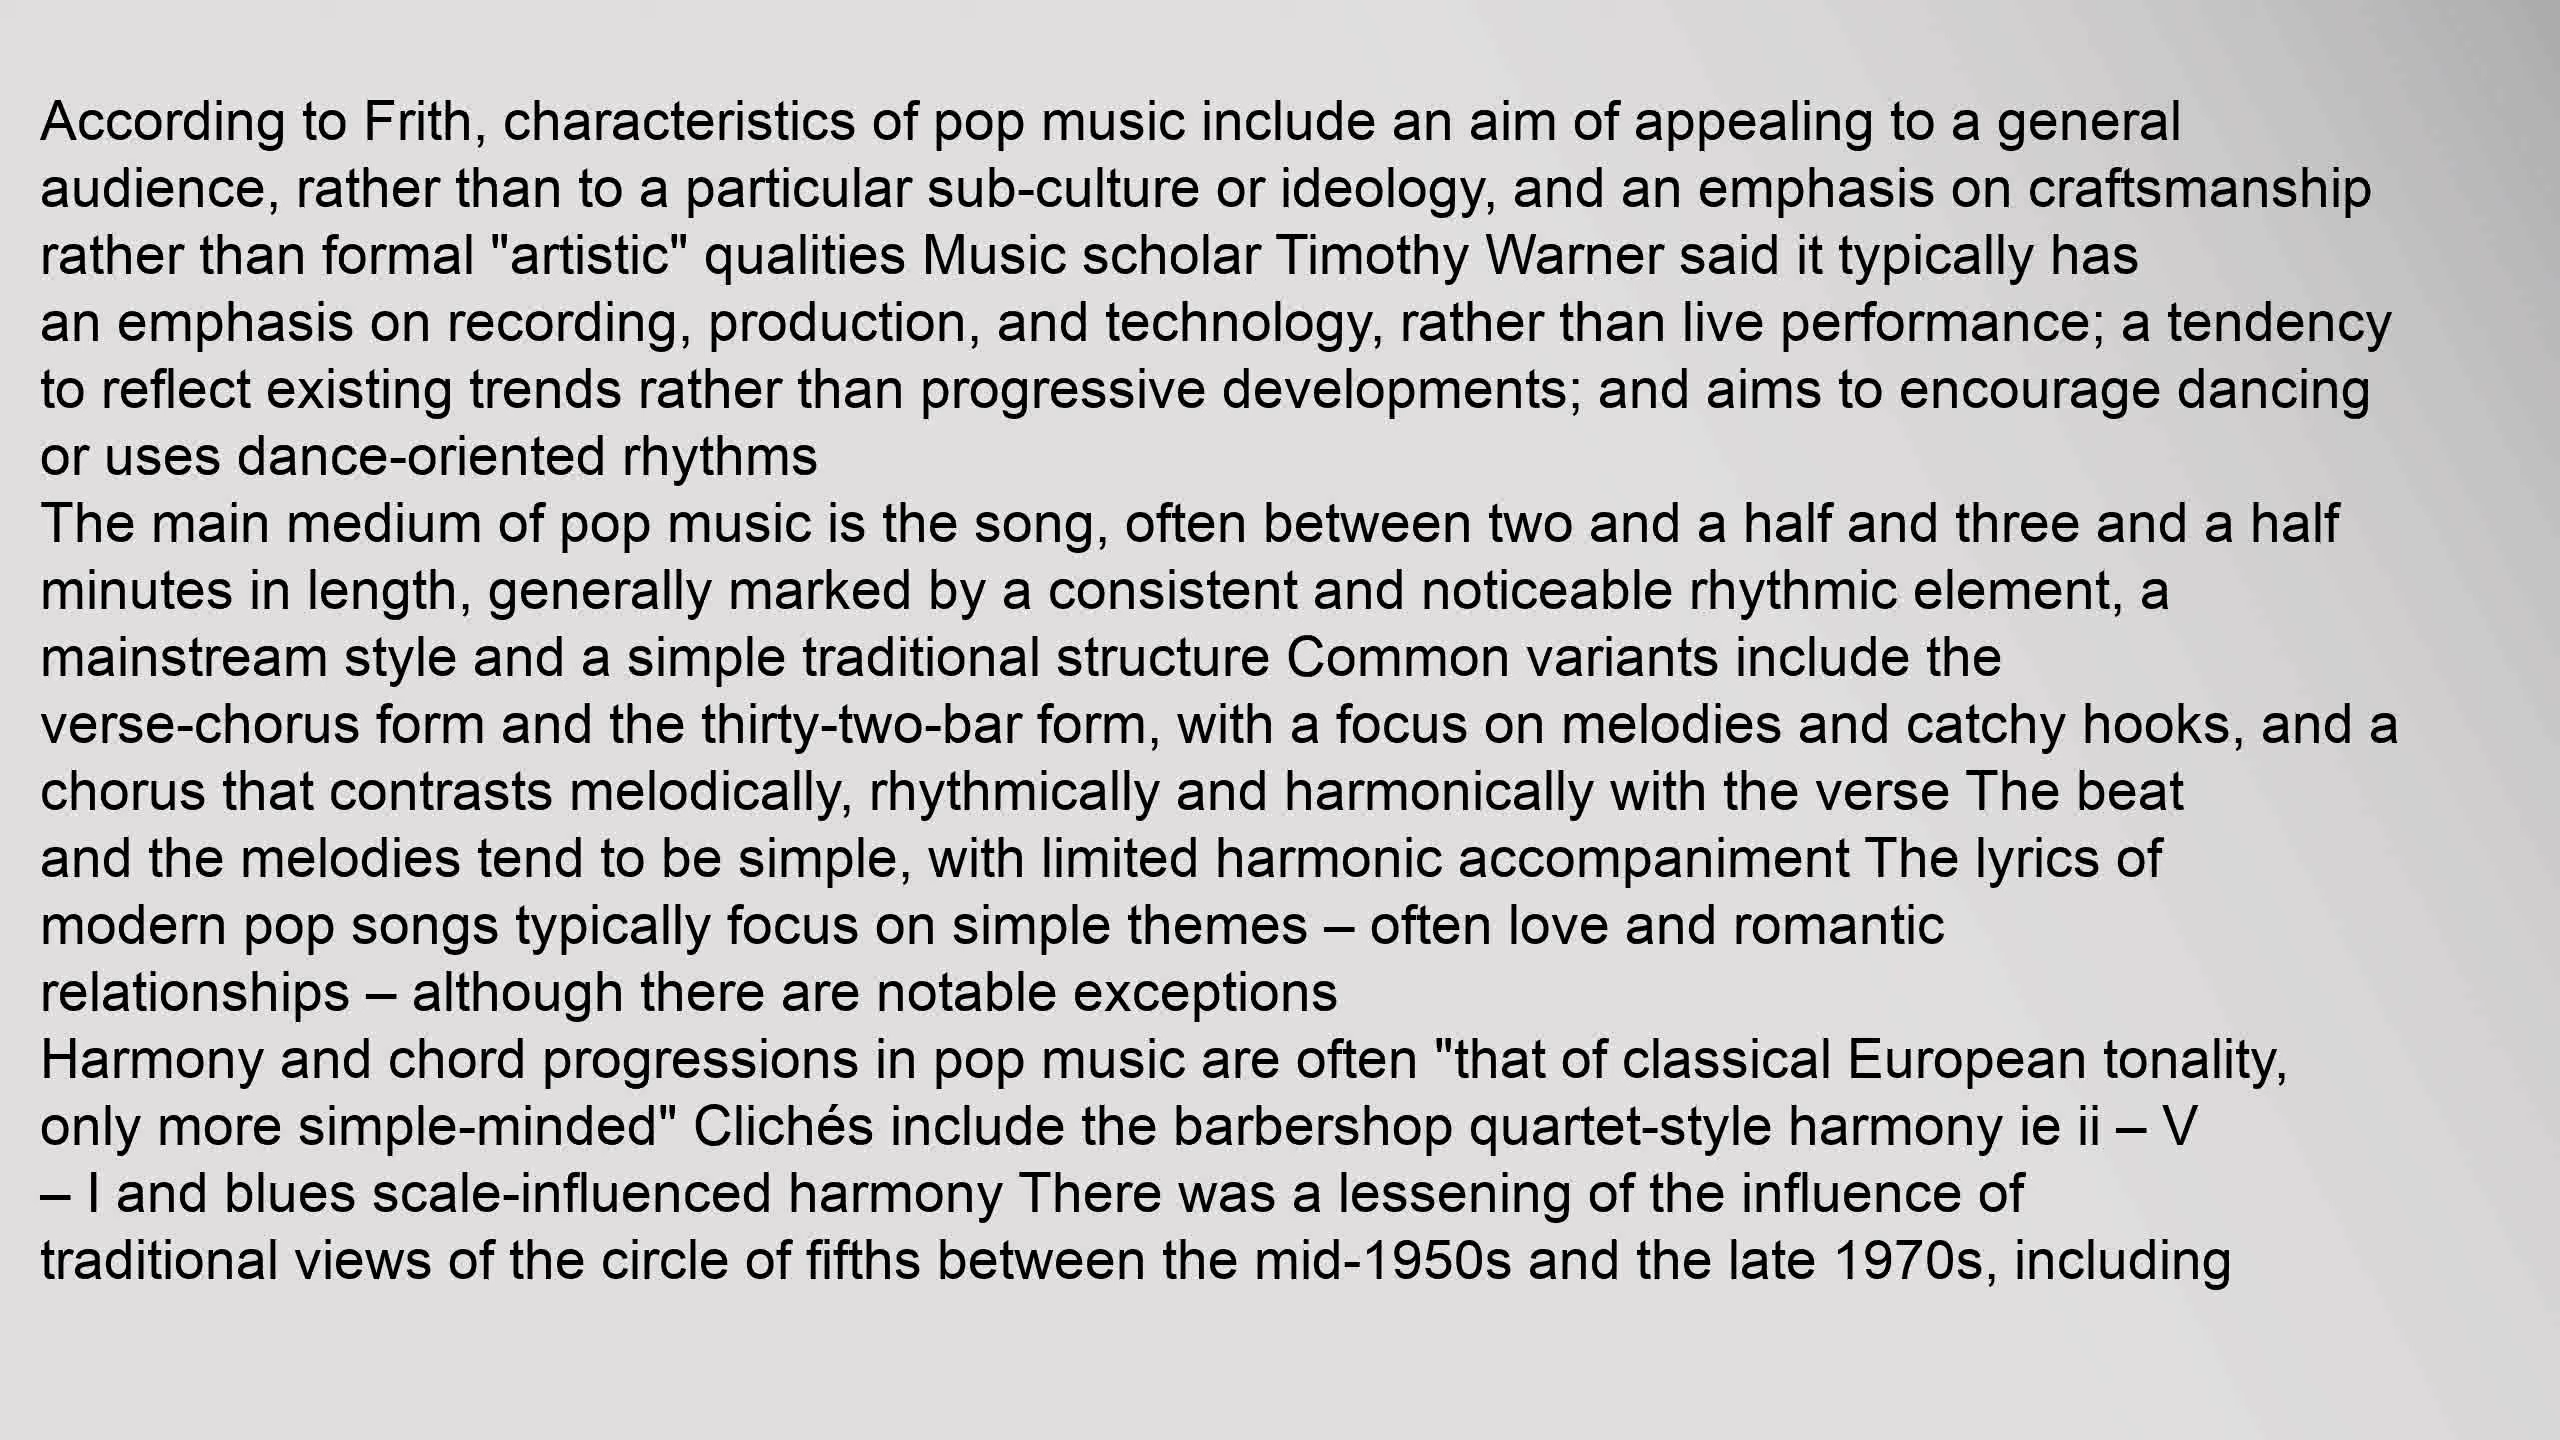 According to Frith, characteristics of pop music include an aim of appealing to a general
audience, rather than to a particular sub-culture or ideology, and an emphasis on craftsmanship
rather than formal "artistic" qualities Music scholar Timothy Warner said it typically has
an emphasis on recording, production, and technology, rather than live performance; a tendency
to reflect existing trends rather than progressive developments; and aims to encourage dancing
or uses dance-oriented rhythms
The main medium of pop music is the song, often between two and a half and three and a half
minutes in length, generally marked by a consistent and noticeable rhythmic element, a
mainstream style and a simple traditional structure Common variants include the
verse-chorus form and the thirty-two-bar form, with a focus on melodies and catchy hooks, and a
chorus that contrasts melodically, rhythmically and harmonically with the verse The beat
and the melodies tend to be simple, with limited harmonic accompaniment The lyrics of
modern pop songs typically focus on simple themes – often love and romantic
relationships – although there are notable exceptions
Harmony and chord progressions in pop music are often "that of classical European tonality,
only more simple-minded" Clichés include the barbershop quartet-style harmony ie ii – V
– I and blues scale-influenced harmony There was a lessening of the influence of
traditional views of the circle of fifths between the mid-1950s and the late 1970s, including